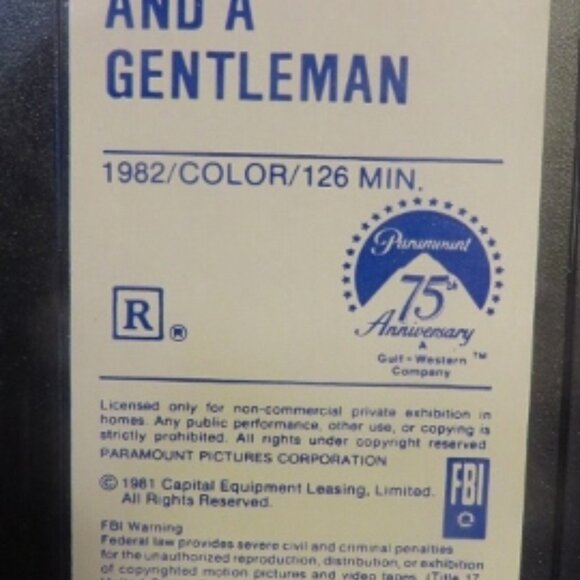 AND A
GENTLEMAN
1982/COLOR/126 MIN.
Paramount
75th
Anniversary
A
Gulf+Western ™
Company
R ®
Licensed only for non-commercial private exhibition in
homes. Any public performance, other use, or copying is
strictly prohibited. All rights under copyright reserved
PARAMOUNT PICTURES CORPORATION
© 1981 Capital Equipment Leasing, Limited.
All Rights Reserved.
FBI
FBI Warning
Federal law provides severe civil and criminal penalties
for the unauthorized reproduction, distribution, or exhibition
of copyrighted motion pictures and video tapes. (Title 17,